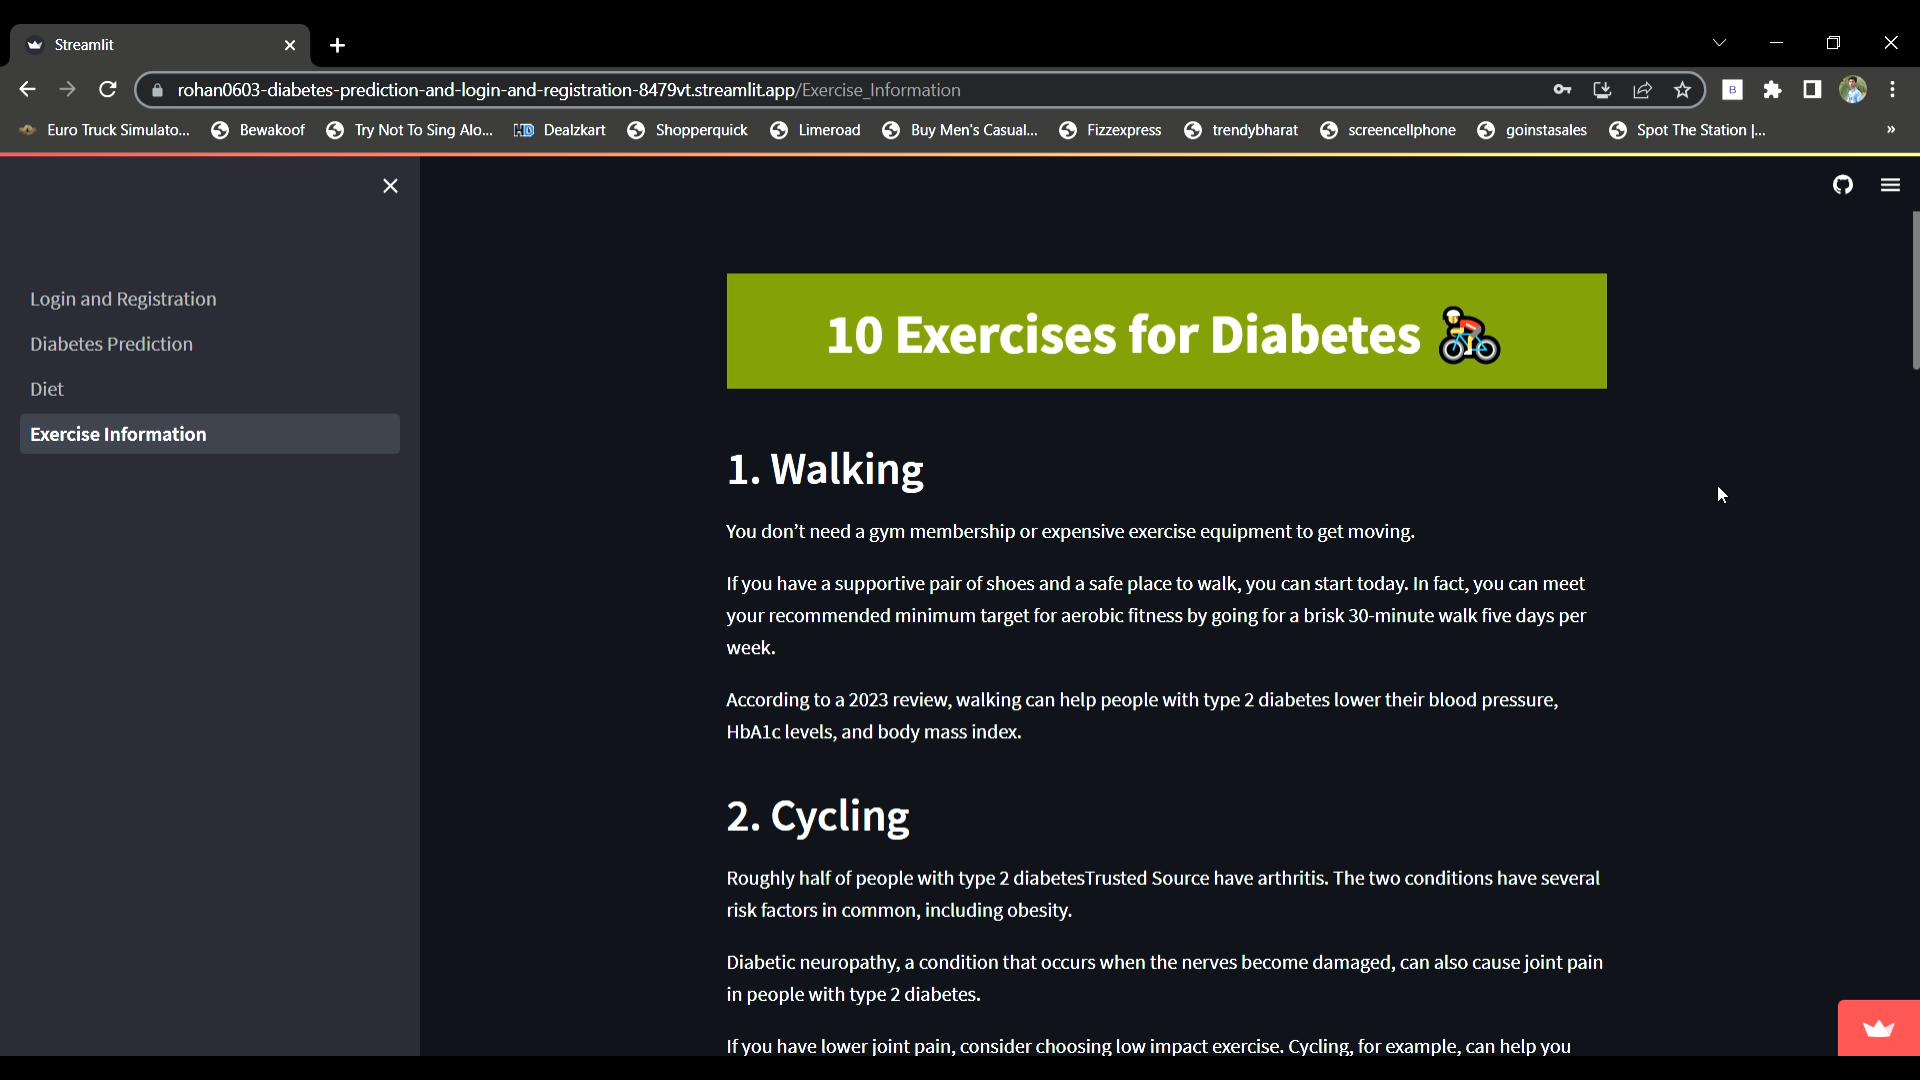 Streamlit
rohan0603-diabetes-prediction-and-login-and-registration-8479vt.streamlit.app/Exercise_Information
B
Euro Truck Simulato... Bewakoof Try Not To Sing Alo... HD Dealzkart Shopperquick Limeroad Buy Men's Casual... Fizzexpress trendybharat screencellphone goinstasales Spot The Station |... »
Login and Registration
Diabetes Prediction
Diet
Exercise Information
10 Exercises for Diabetes
1. Walking
You don’t need a gym membership or expensive exercise equipment to get moving.
If you have a supportive pair of shoes and a safe place to walk, you can start today. In fact, you can meet
your recommended minimum target for aerobic fitness by going for a brisk 30-minute walk five days per
week.
According to a 2023 review, walking can help people with type 2 diabetes lower their blood pressure,
HbA1c levels, and body mass index.
2. Cycling
Roughly half of people with type 2 diabetesTrusted Source have arthritis. The two conditions have several
risk factors in common, including obesity.
Diabetic neuropathy, a condition that occurs when the nerves become damaged, can also cause joint pain
in people with type 2 diabetes.
If you have lower joint pain, consider choosing low impact exercise. Cycling, for example, can help you